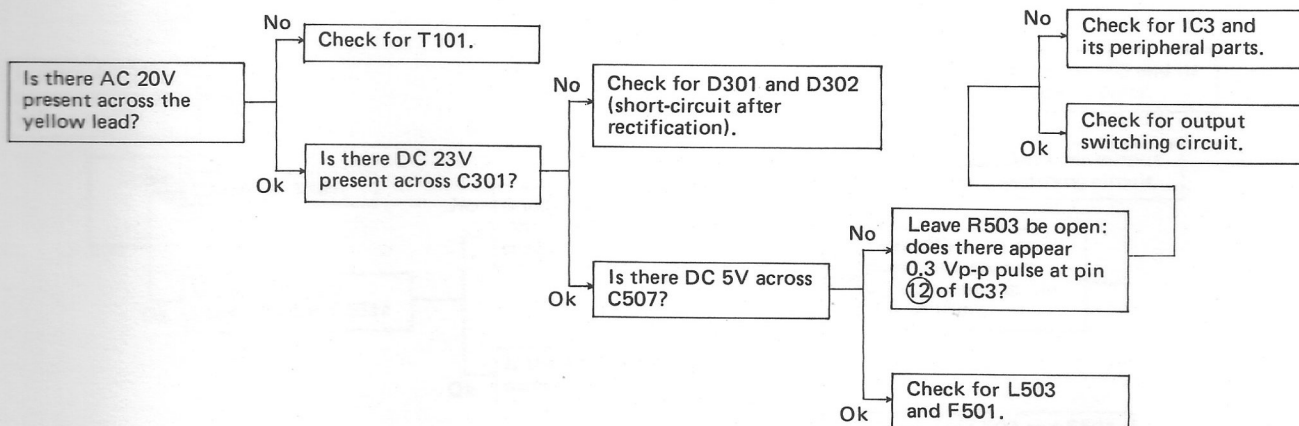 Is there AC 20V
present across the
yellow lead?
No
Check for T101.
Ok
Is there DC 23V
present across C301?
No
Check for D301 and D302
(short-circuit after
rectification).
Ok
Is there DC 5V across
C507?
No
Leave R503 be open:
does there appear
0.3 Vp-p pulse at pin
⑫ of IC3?
Ok
Check for L503
and F501.
No
Check for IC3 and
its peripheral parts.
Ok
Check for output
switching circuit.